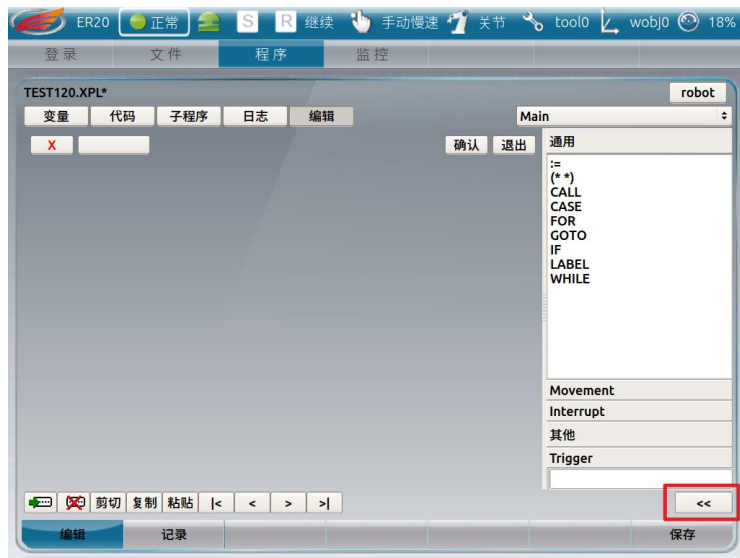 ER20 正常 S R 继续 手动慢速 关节 tool0 wobj0 18%
登录 文件 程序 监控
TEST120.XPL* robot
变量 代码 子程序 日志 编辑 Main
X 确认 退出 通用
:=
(* *)
CALL
CASE
FOR
GOTO
IF
LABEL
WHILE
Movement
Interrupt
其他
Trigger
剪切 复制 粘贴 |< < > >| <<
编辑 记录 保存